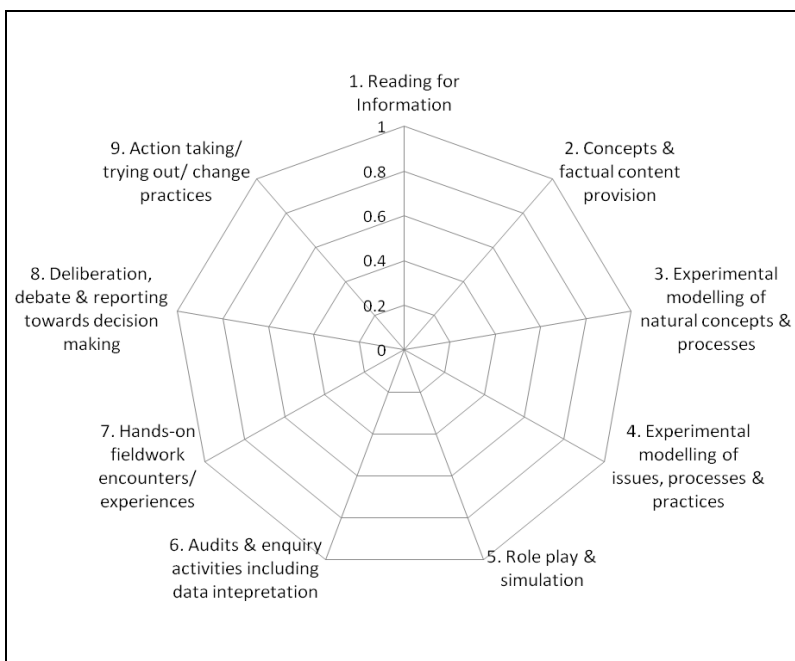 1. Reading for
Information
1
0.8
0.6
0.4
0.2
0
2. Concepts &
factual content
provision
3. Experimental
modelling of
natural concepts &
processes
4. Experimental
modelling of
issues, processes &
practices
5. Role play &
simulation
6. Audits & enquiry
activities including
data intepretation
7. Hands-on
fieldwork
encounters/
experiences
8. Deliberation,
debate & reporting
towards decision
making
9. Action taking/
trying out/ change
practices